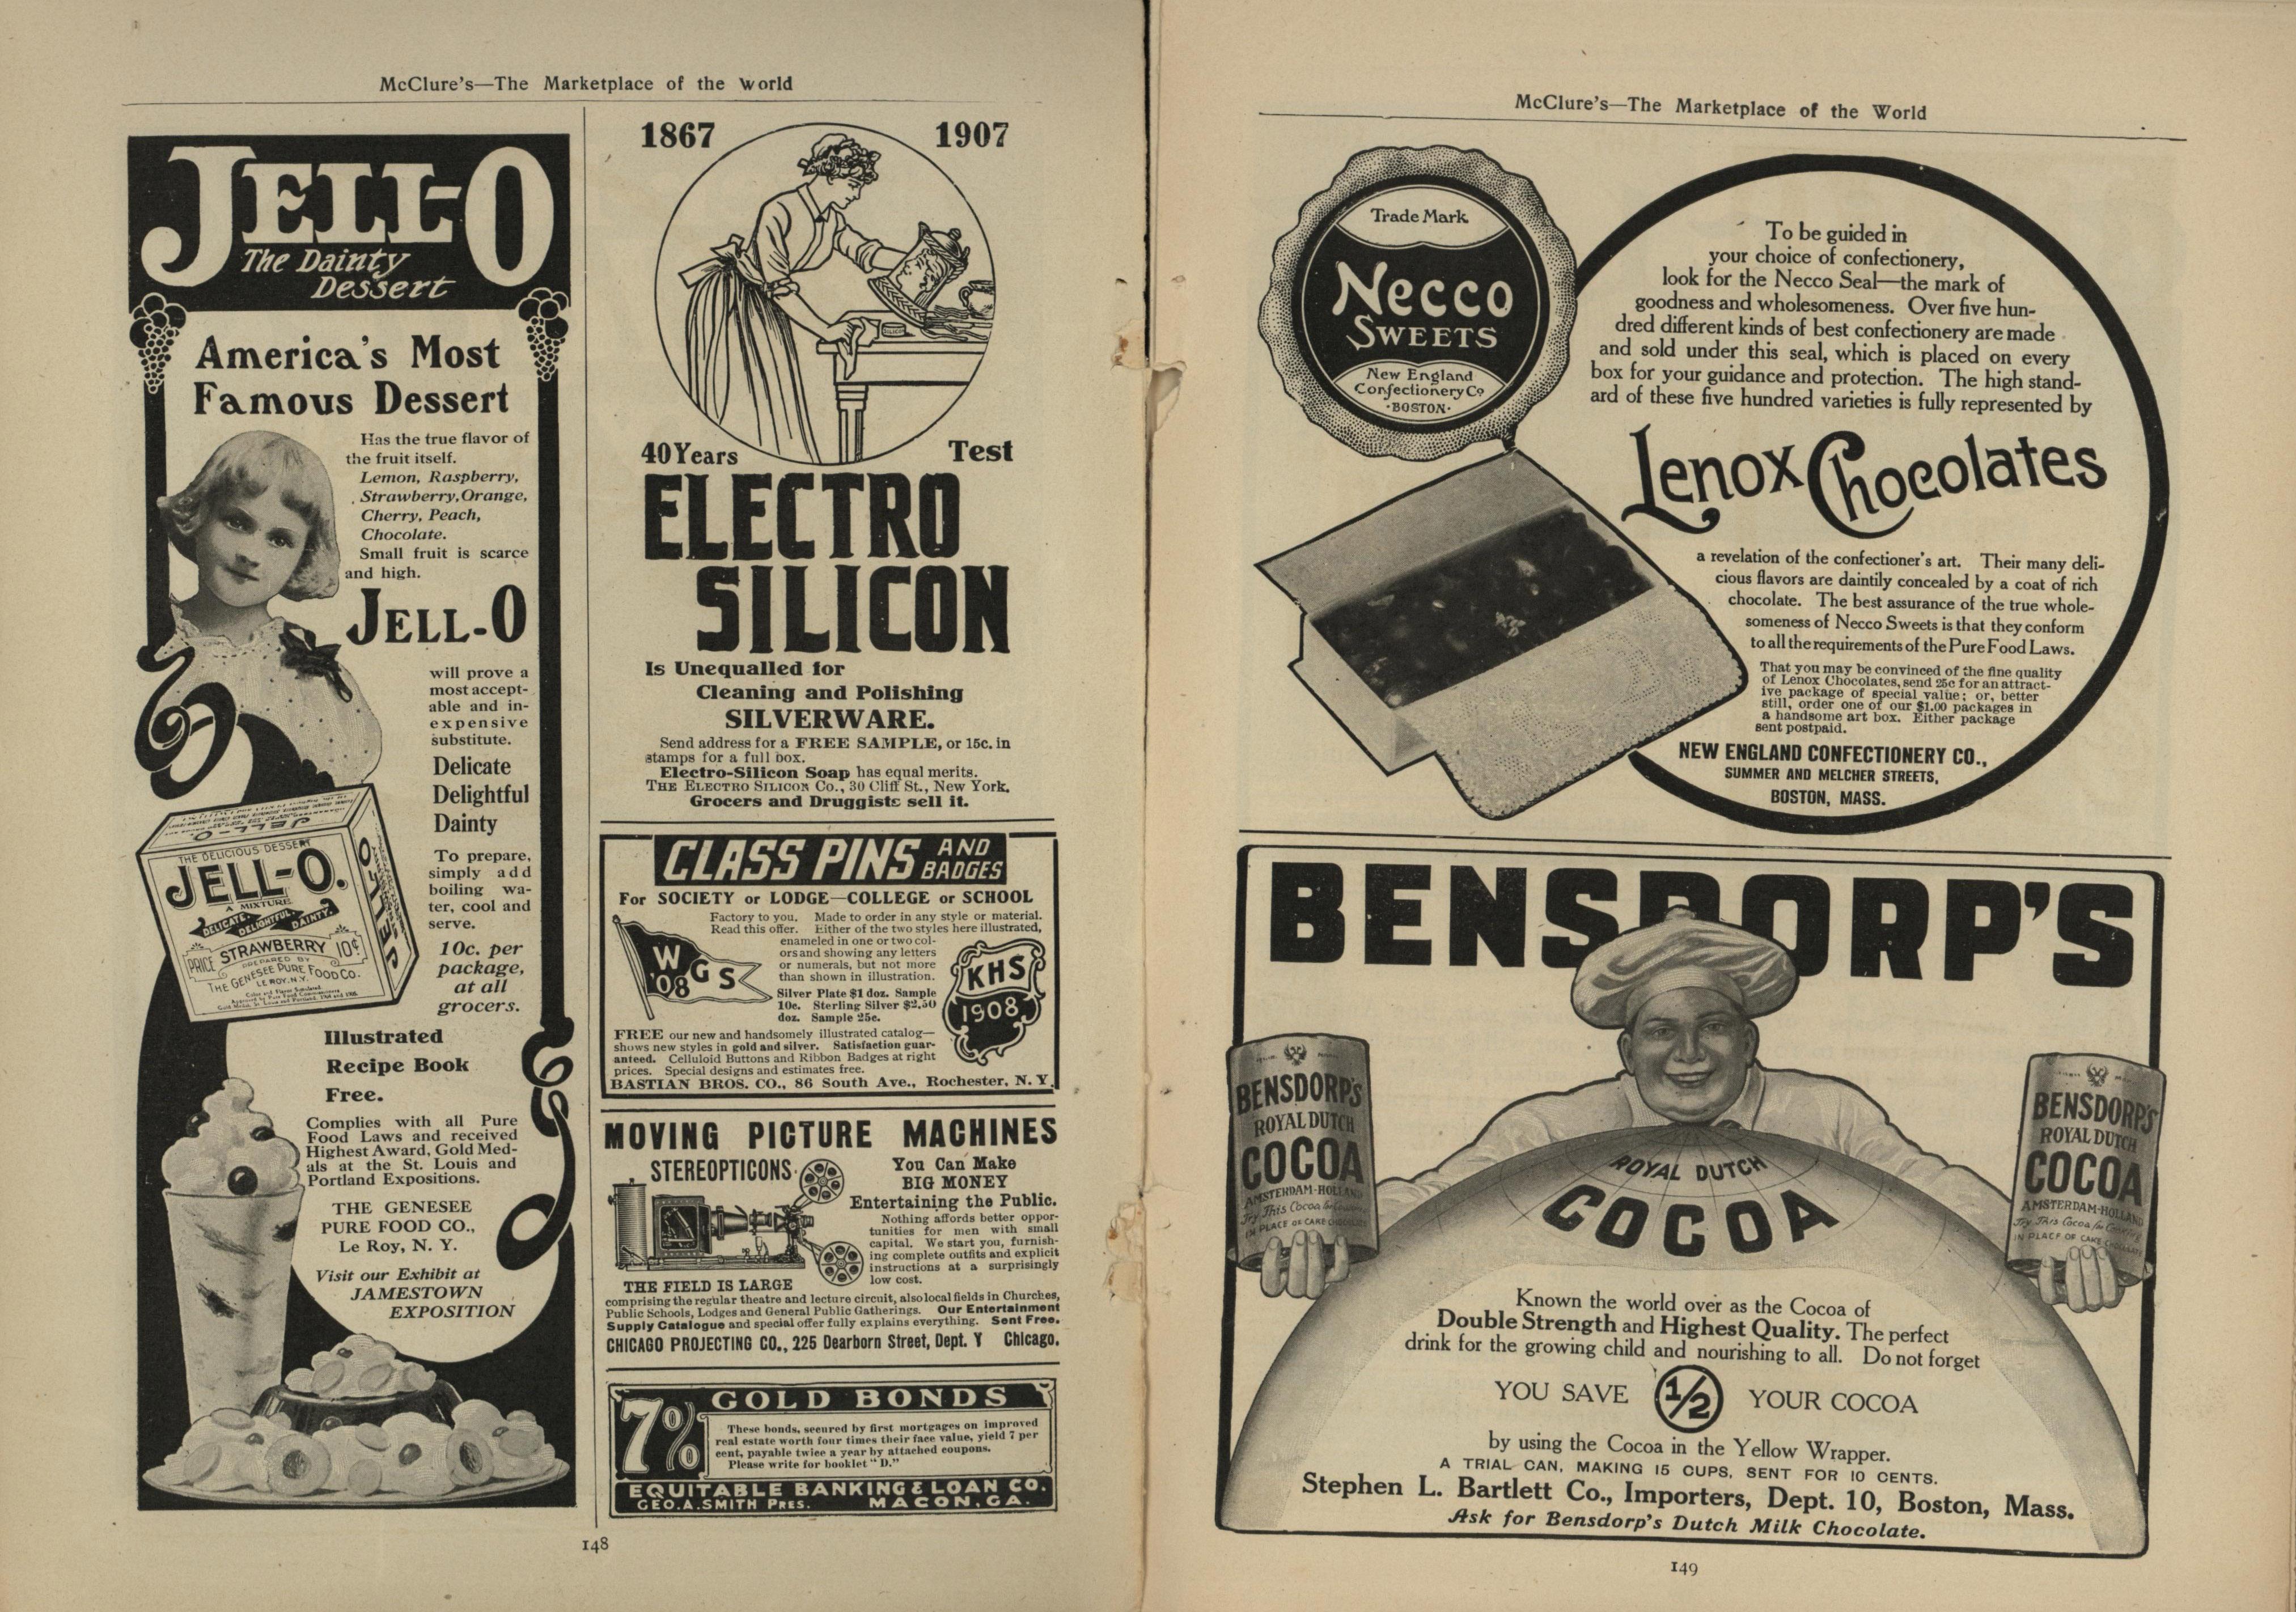 McClure's—The Marketplace of the World
JELL-O
The Dainty
Dessert
America's Most
Famous Dessert
Has the true flavor of
the fruit itself.
Lemon, Raspberry,
Strawberry, Orange,
Cherry, Peach,
Chocolate.
Small fruit is scarce
and high.
JELL-O
will prove a
most accept-
able and in-
expensive
substitute.
Delicate
Delightful
Dainty
To prepare,
simply add
boiling wa-
ter, cool and
serve.
10c. per
package,
at all
grocers.
JELL-O.
THE DELICIOUS DESSERT
JELL-O.
A MIXTURE
DELICATE. DELIGHTFUL. DAINTY.
STRAWBERRY
PRICE 10¢
PREPARED BY
THE GENESEE PURE FOOD CO.
LE ROY, N.Y.
JELL-O
Illustrated
Recipe Book
Free.
Complies with all Pure
Food Laws and received
Highest Award, Gold Med-
als at the St. Louis and
Portland Expositions.
THE GENESEE
PURE FOOD CO.,
Le Roy, N. Y.
Visit our Exhibit at
JAMESTOWN
EXPOSITION
1867 1907
40 Years Test
ELECTRO
SILICON
Is Unequalled for
Cleaning and Polishing
SILVERWARE.
Send address for a FREE SAMPLE, or 15c. in
stamps for a full box.
Electro-Silicon Soap has equal merits.
THE ELECTRO SILICON Co., 30 Cliff St., New York.
Grocers and Druggists sell it.
CLASS PINS AND
BADGES
For SOCIETY or LODGE—COLLEGE or SCHOOL
Factory to you. Made to order in any style or material.
Read this offer. Either of the two styles here illustrated,
enameled in one or two col-
ors and showing any letters
or numerals, but not more
than shown in illustration.
Silver Plate $1 doz. Sample
10c. Sterling Silver $2.50
doz. Sample 25c.
W G S
'08
KHS
1908
FREE our new and handsomely illustrated catalog—
shows new styles in gold and silver. Satisfaction guar-
anteed. Celluloid Buttons and Ribbon Badges at right
prices. Special designs and estimates free.
BASTIAN BROS. CO., 86 South Ave., Rochester, N. Y.
MOVING PICTURE MACHINES
STEREOPTICONS
You Can Make
BIG MONEY
Entertaining the Public.
Nothing affords better oppor-
tunities for men with small
capital. We start you, furnish-
ing complete outfits and explicit
instructions at a surprisingly
low cost.
THE FIELD IS LARGE
comprising the regular theatre and lecture circuit, also local fields in Churches,
Public Schools, Lodges and General Public Gatherings. Our Entertainment
Supply Catalogue and special offer fully explains everything. Sent Free.
CHICAGO PROJECTING CO., 225 Dearborn Street, Dept. Y Chicago.
7%
GOLD BONDS
These bonds, secured by first mortgages on improved
real estate worth four times their face value, yield 7 per
cent, payable twice a year by attached coupons.
Please write for booklet "D."
EQUITABLE BANKING & LOAN CO.
GEO. A. SMITH PRES. MACON, GA.
148
McClure's—The Marketplace of the World
Trade Mark
Necco
SWEETS
New England
Confectionery Co
·BOSTON·
To be guided in
your choice of confectionery,
look for the Necco Seal—the mark of
goodness and wholesomeness. Over five hun-
dred different kinds of best confectionery are made
and sold under this seal, which is placed on every
box for your guidance and protection. The high stand-
ard of these five hundred varieties is fully represented by
Lenox Chocolates
a revelation of the confectioner's art. Their many deli-
cious flavors are daintily concealed by a coat of rich
chocolate. The best assurance of the true whole-
someness of Necco Sweets is that they conform
to all the requirements of the Pure Food Laws.
That you may be convinced of the fine quality
of Lenox Chocolates, send 25c for an attract-
ive package of special value; or, better
still, order one of our $1.00 packages in
a handsome art box. Either package
sent postpaid.
NEW ENGLAND CONFECTIONERY CO.,
SUMMER AND MELCHER STREETS,
BOSTON, MASS.
BENSDORP'S
BENSDORP'S
ROYAL DUTCH
COCOA
AMSTERDAM-HOLLAND
Try This Cocoa for Cooking
IN PLACE OF CAKE CHOCOLATE
BENSDORP'S
ROYAL DUTCH
COCOA
AMSTERDAM-HOLLAND
Try This Cocoa for Cooking
IN PLACE OF CAKE CHOCOLATE
ROYAL DUTCH
COCOA
Known the world over as the Cocoa of
Double Strength and Highest Quality. The perfect
drink for the growing child and nourishing to all. Do not forget
YOU SAVE 1/2 YOUR COCOA
by using the Cocoa in the Yellow Wrapper.
A TRIAL CAN, MAKING 15 CUPS, SENT FOR 10 CENTS.
Stephen L. Bartlett Co., Importers, Dept. 10, Boston, Mass.
Ask for Bensdorp's Dutch Milk Chocolate.
149